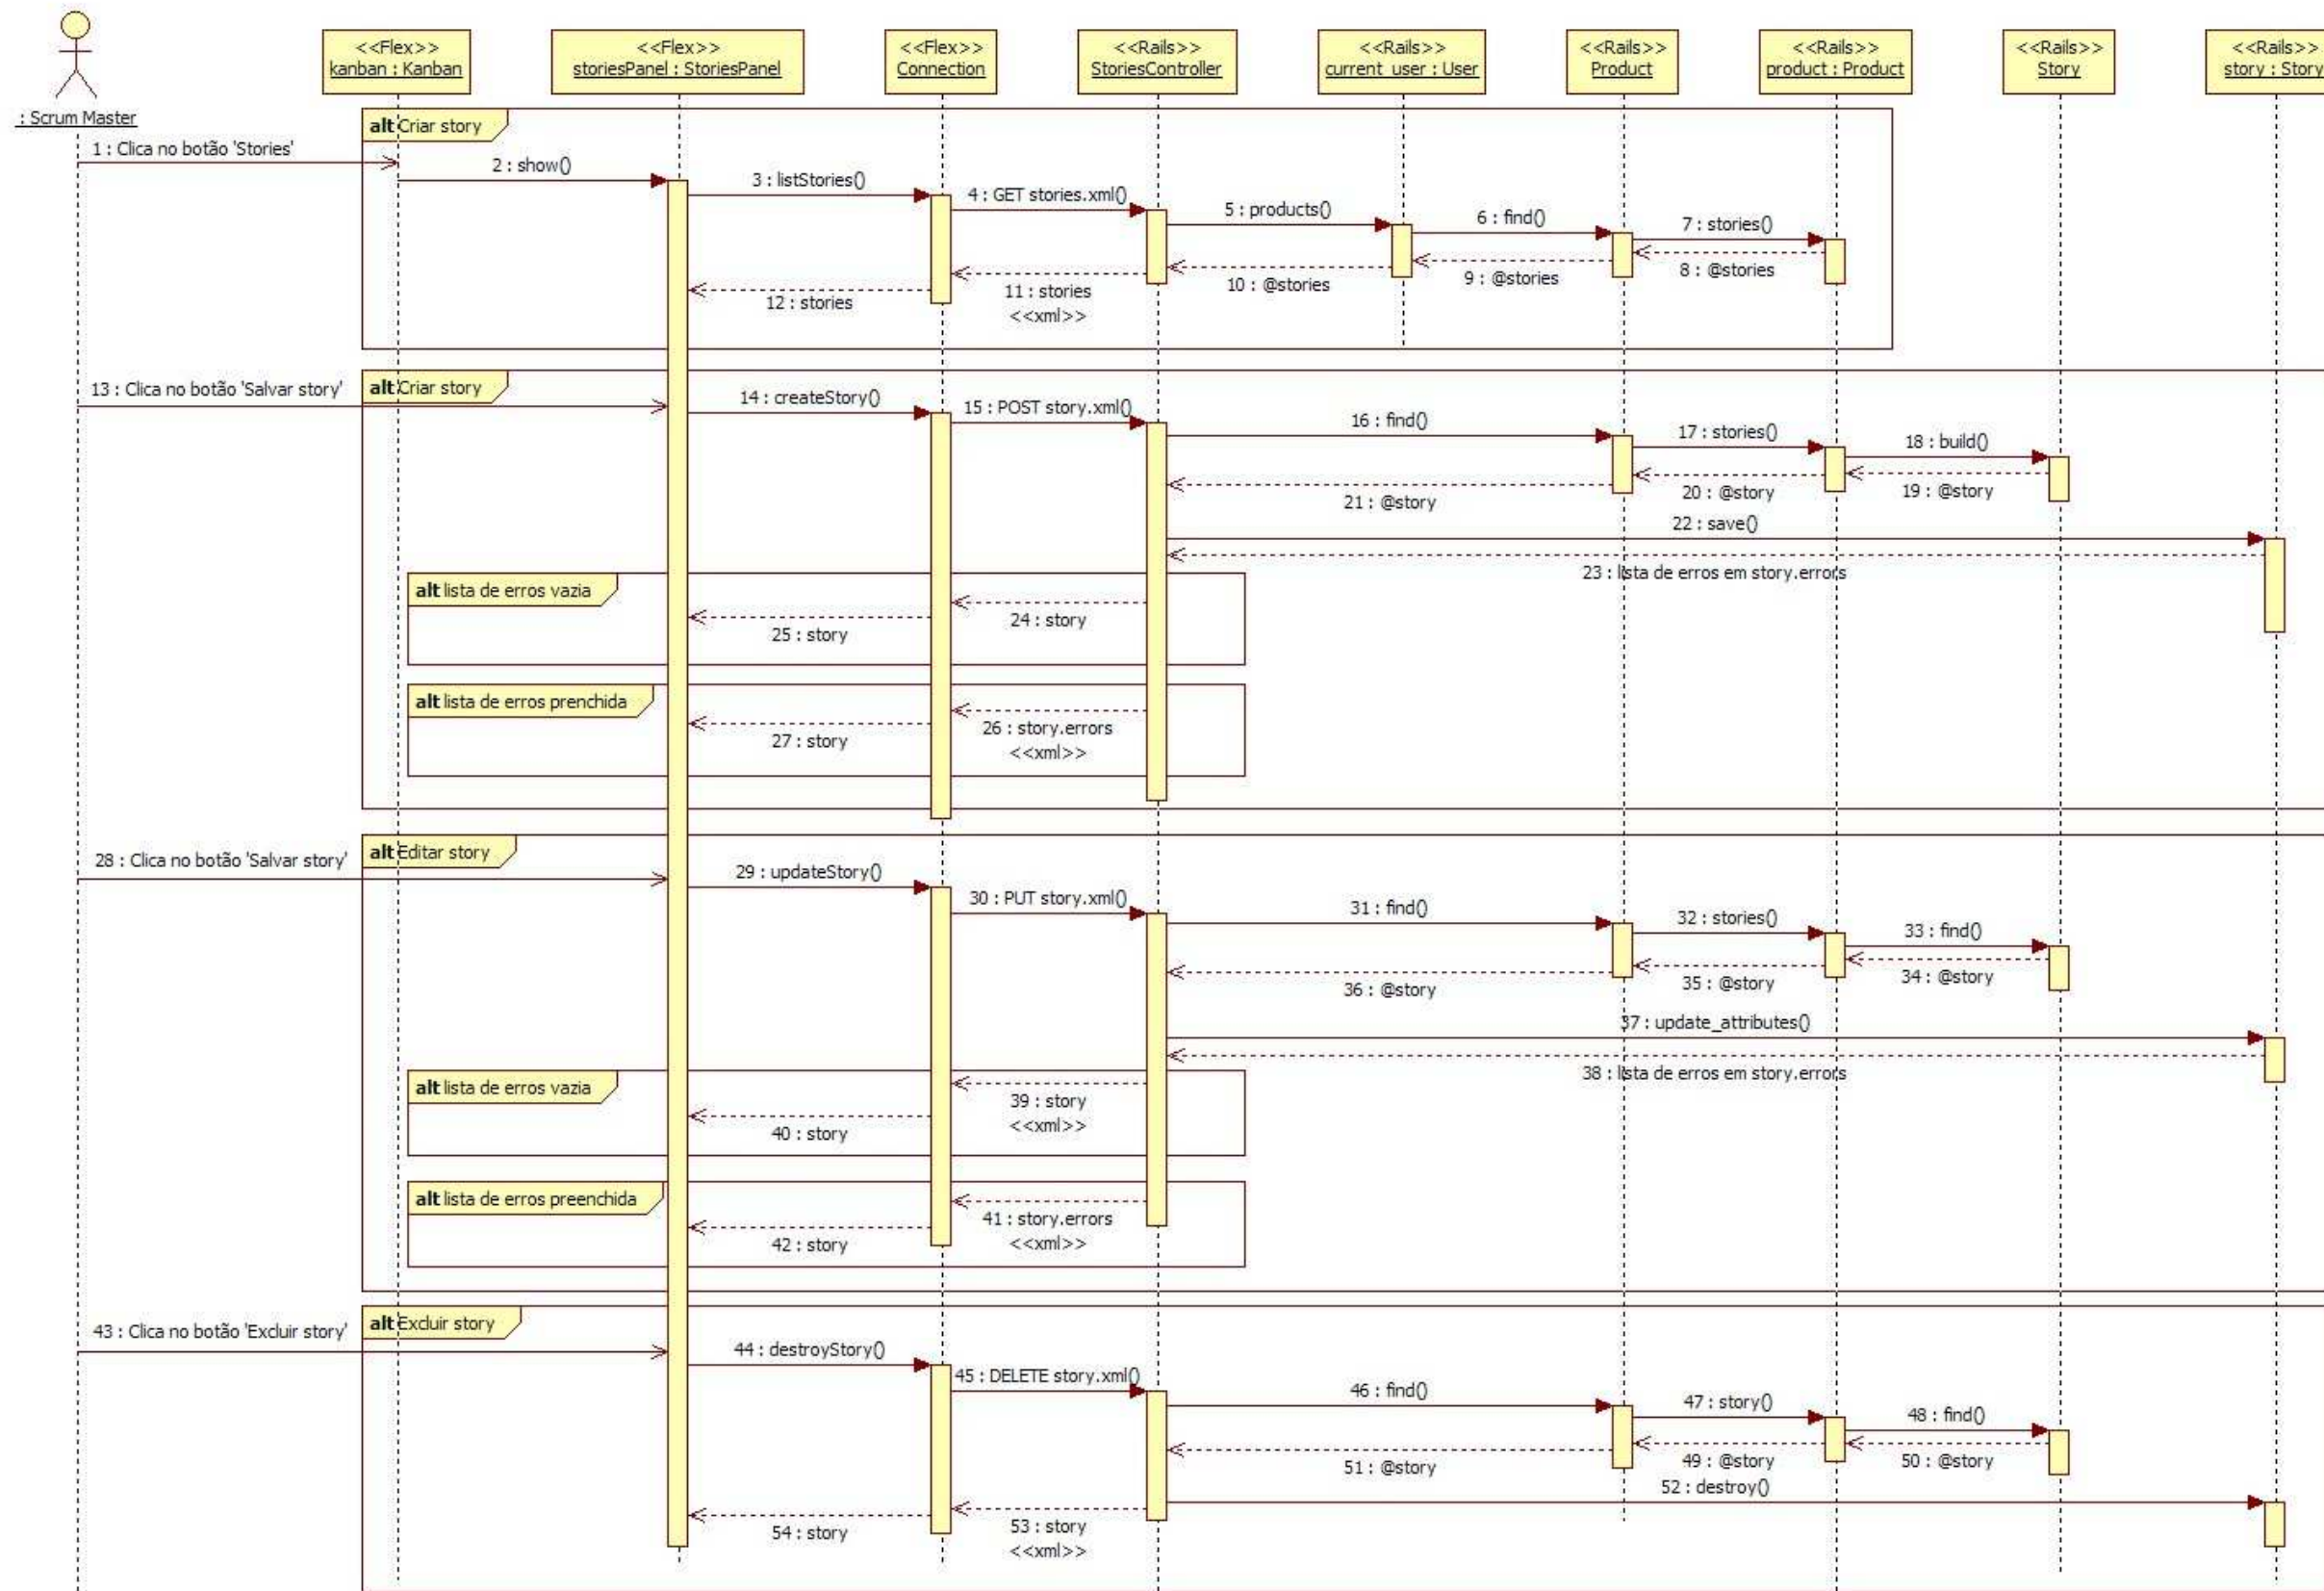 <<Flex>>
kanban : Kanban
<<Flex>>
storiesPanel : StoriesPanel
<<Flex>>
Connection
<<Rails>>
StoriesController
<<Rails>>
current_user : User
<<Rails>>
Product
<<Rails>>
product : Product
<<Rails>>
Story
<<Rails>>
story : Story
: Scrum Master
alt Criar story
1 : Clica no botão 'Stories'
2 : show()
3 : listStories()
4 : GET stories.xml()
5 : products()
6 : find()
7 : stories()
8 : @stories
9 : @stories
10 : @stories
11 : stories
<<xml>>
12 : stories
alt Criar story
13 : Clica no botão 'Salvar story'
14 : createStory()
15 : POST story.xml()
16 : find()
17 : stories()
18 : build()
19 : @story
20 : @story
21 : @story
22 : save()
23 : lista de erros em story.errors
alt lista de erros vazia
24 : story
25 : story
alt lista de erros prenchida
26 : story.errors
<<xml>>
27 : story
alt Editar story
28 : Clica no botão 'Salvar story'
29 : updateStory()
30 : PUT story.xml()
31 : find()
32 : stories()
33 : find()
34 : @story
35 : @story
36 : @story
37 : update_attributes()
38 : lista de erros em story.errors
alt lista de erros vazia
39 : story
<<xml>>
40 : story
alt lista de erros preenchida
41 : story.errors
<<xml>>
42 : story
alt Excluir story
43 : Clica no botão 'Excluir story'
44 : destroyStory()
45 : DELETE story.xml()
46 : find()
47 : story()
48 : find()
49 : @story
50 : @story
51 : @story
52 : destroy()
53 : story
<<xml>>
54 : story